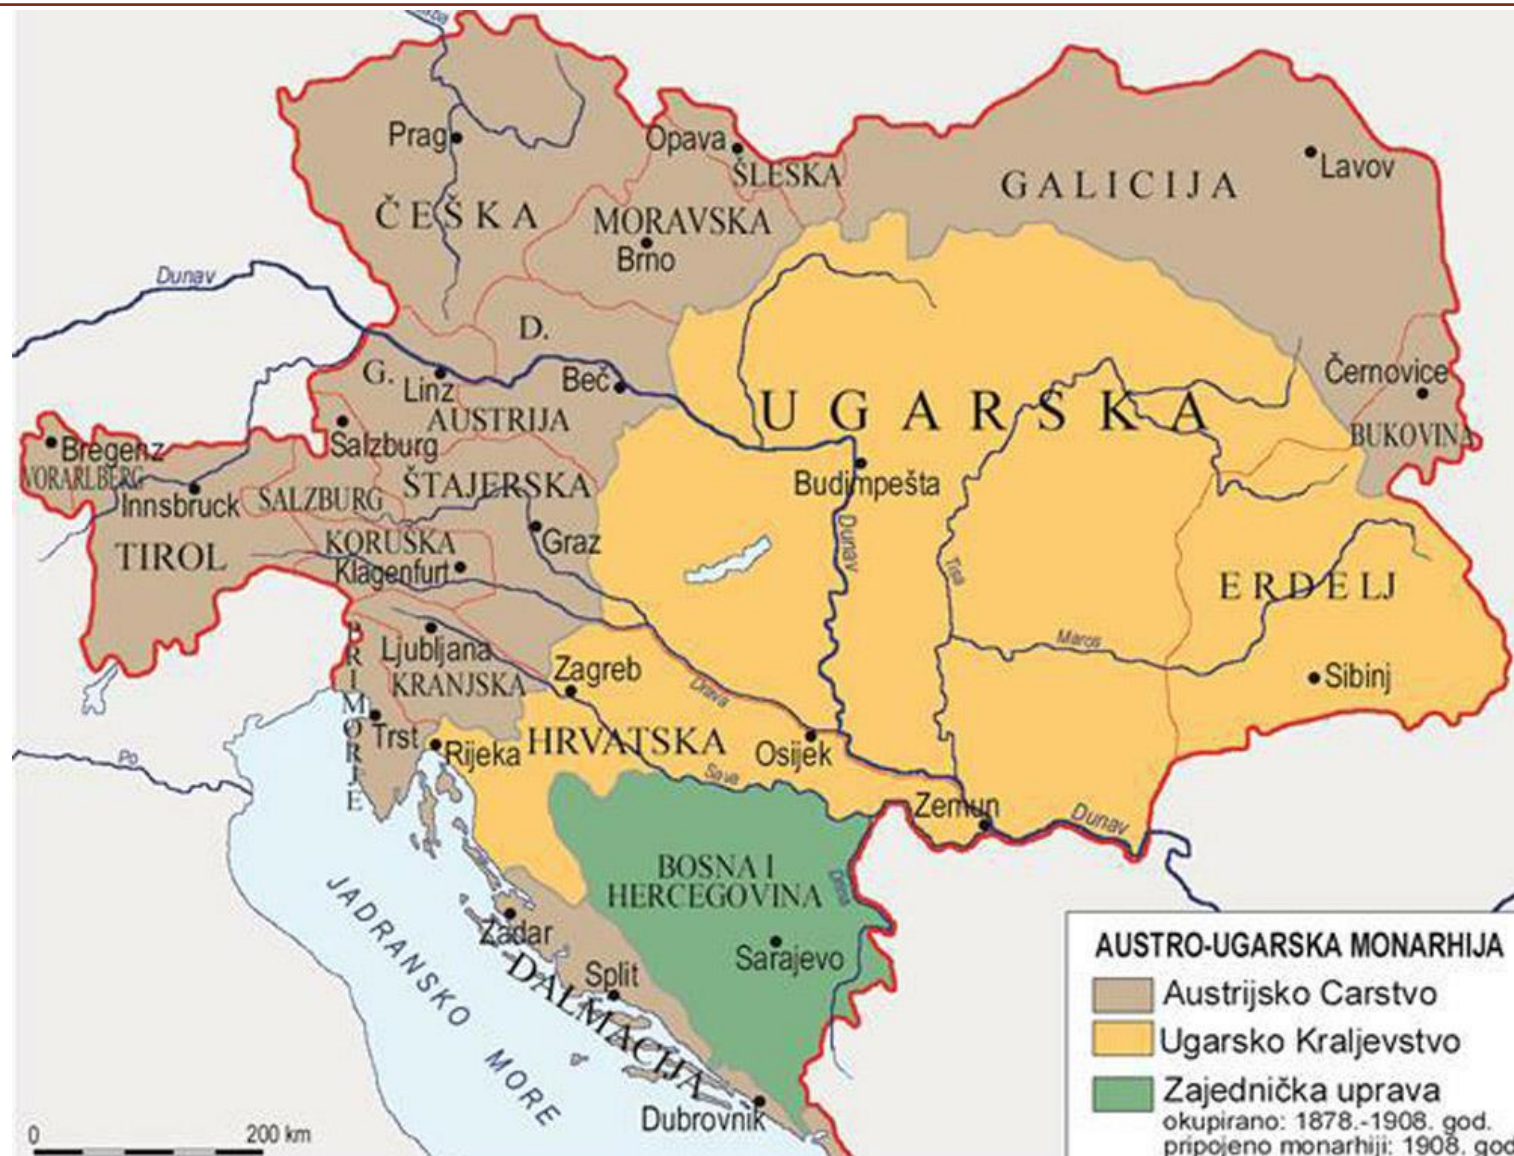 Prag
Opava
ŠLESKA
Lavov
GALICIJA
ČEŠKA
MORAVSKA
Brno
Dunav
D.
G.
Linz
Beč
Černovice
UGARSKA
AUSTRIJA
BUKOVINA
Bregenz
Salzburg
VORARLBERG
Innsbruck
SALZBURG
ŠTAJERSKA
Budimpešta
Graz
Dunav
KORUŠKA
TIROL
Klagenfurt
Tisa
ERDELJ
PRIMORJE
Ljubljana
Maros
Zagreb
KRANJSKA
Drava
Sibinj
Trst
Rijeka
HRVATSKA
Osijek
Po
Sava
Zemun
Dunav
BOSNA I
HERCEGOVINA
Drina
JADRANSKO MORE
Zadar
Sarajevo
Split
DALMACIJA
Dubrovnik
0
200 km
AUSTRO-UGARSKA MONARHIJA
Austrijsko Carstvo
Ugarsko Kraljevstvo
Zajednička uprava
okupirano: 1878.-1908. god.
pripojeno monarhiji: 1908. god